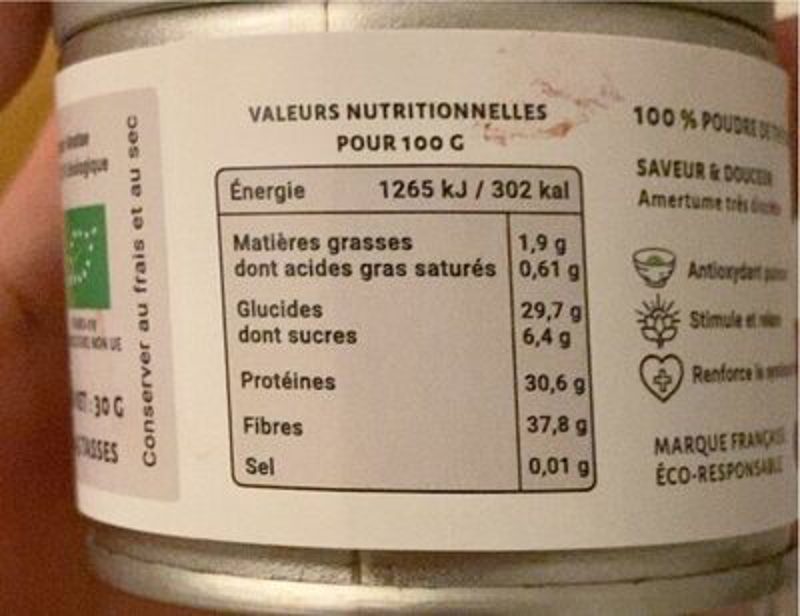 Conserver au frais et au sec
NON UE
30 G
TASSES
VALEURS NUTRITIONNELLES
POUR 100 G
Énergie 1265 kJ / 302 kal
Matières grasses 1,9 g
dont acides gras saturés 0,61 g
Glucides 29,7 g
dont sucres 6,4 g
Protéines 30,6 g
Fibres 37,8 g
Sel 0,01 g
100 % POUDRE DE
SAVEUR & DOUCEUR
Amertume très
Antioxydant
Stimule et
Renforce le
MARQUE FRANÇAISE
ÉCO-RESPONSABLE